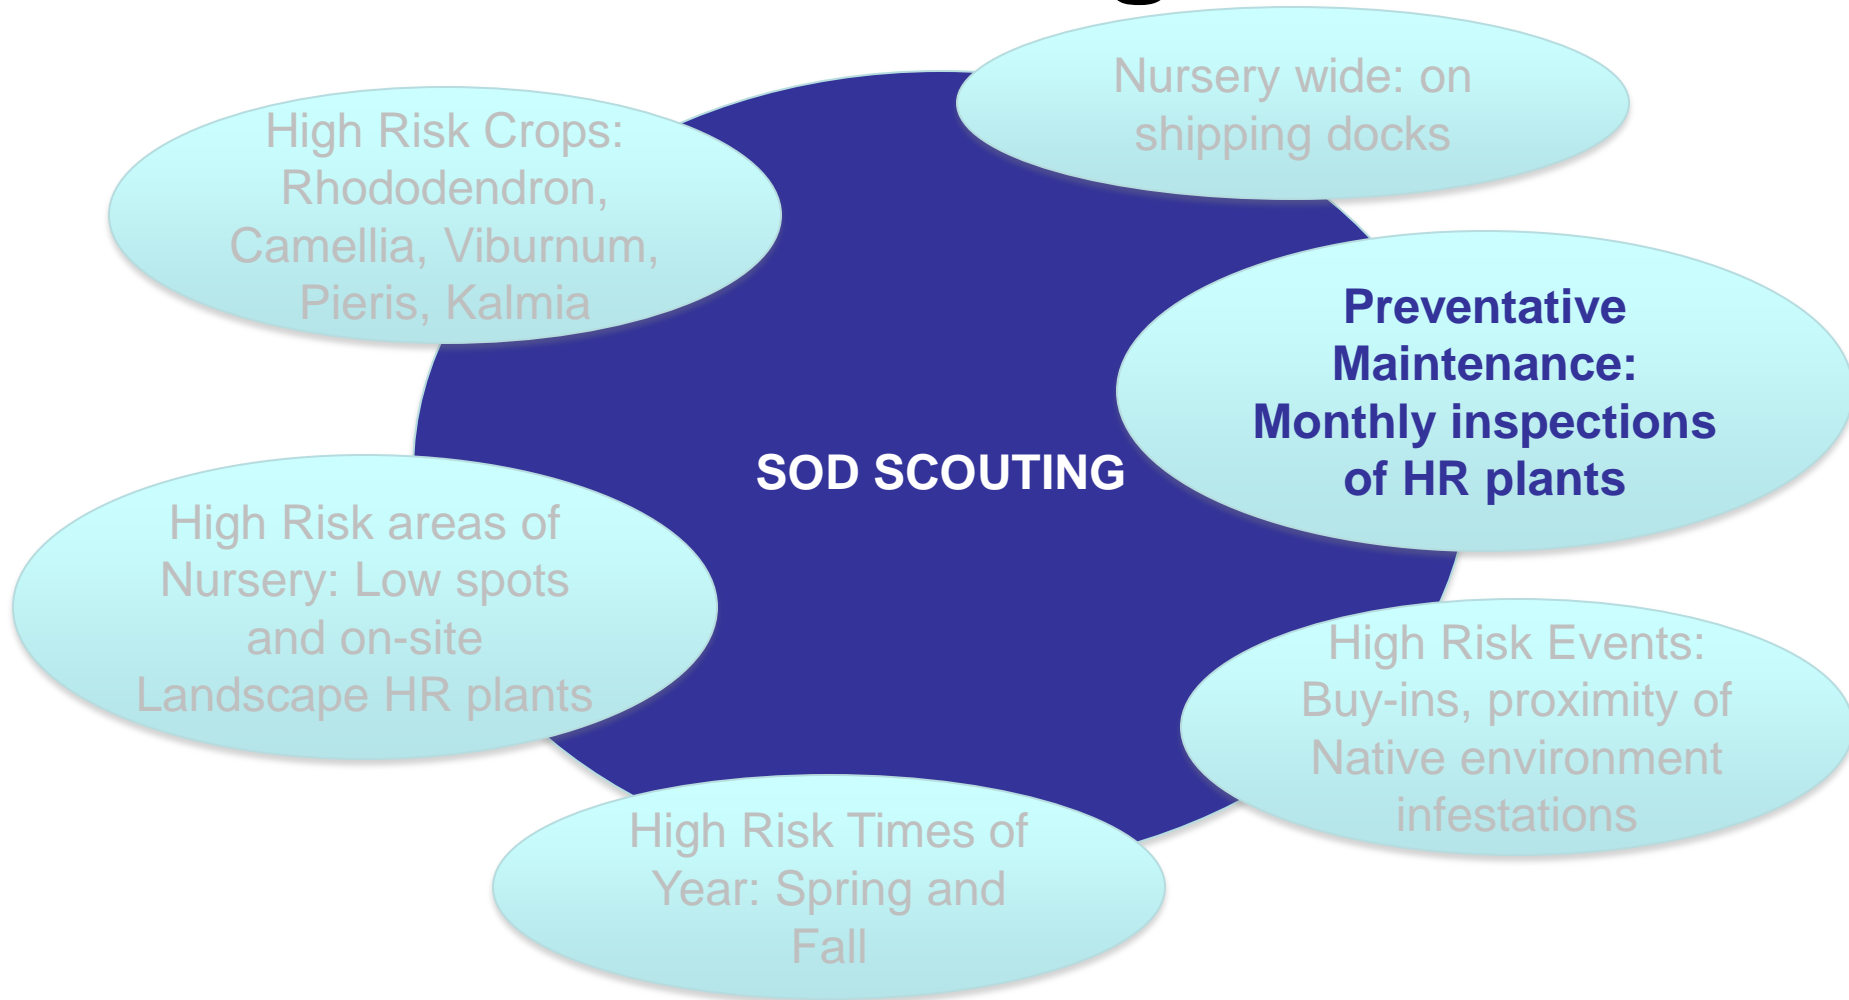 Nursery wide: on
shipping docks
High Risk Crops:
Rhododendron,
Camellia, Viburnum,
Pieris, Kalmia
Preventative
Maintenance:
Monthly inspections
of HR plants
SOD SCOUTING
High Risk areas of
Nursery: Low spots
and on-site
Landscape HR plants
High Risk Events:
Buy-ins, proximity of
Native environment
infestations
High Risk Times of
Year: Spring and
Fall